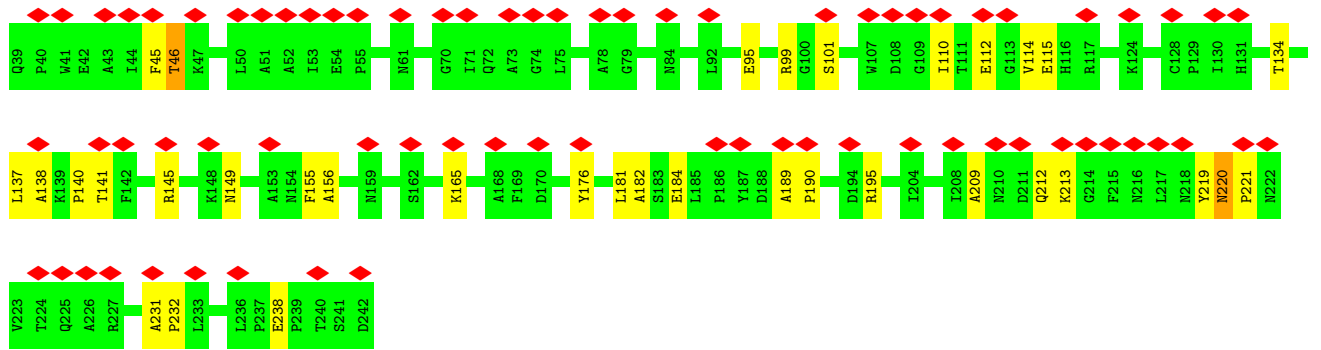 Q39 P40 W41 E42 A43 I44 F45 T46 K47 L50 A51 A52 I53 E54 P55 N61 G70 I71 Q72 A73 G74 L75 A78 G79 N84 L92 E95 R99 G100 S101 W107 D108 G109 I110 T111 E112 G113 V114 E115 H116 R117 K124 C128 P129 I130 H131 T134
L137 A138 K139 P140 T141 F142 R145 K148 N149 A153 N154 F155 A156 N159 S162 K165 A168 F169 D170 Y176 L181 A182 S183 E184 L185 P186 Y187 D188 A189 P190 D194 R195 I204 I208 A209 N210 D211 Q212 K213 G214 F215 N216 L217 N218 Y219 N220 P221 N222
V223 T224 Q225 A226 R227 A231 P232 L233 L236 P237 E238 P239 T240 S241 D242